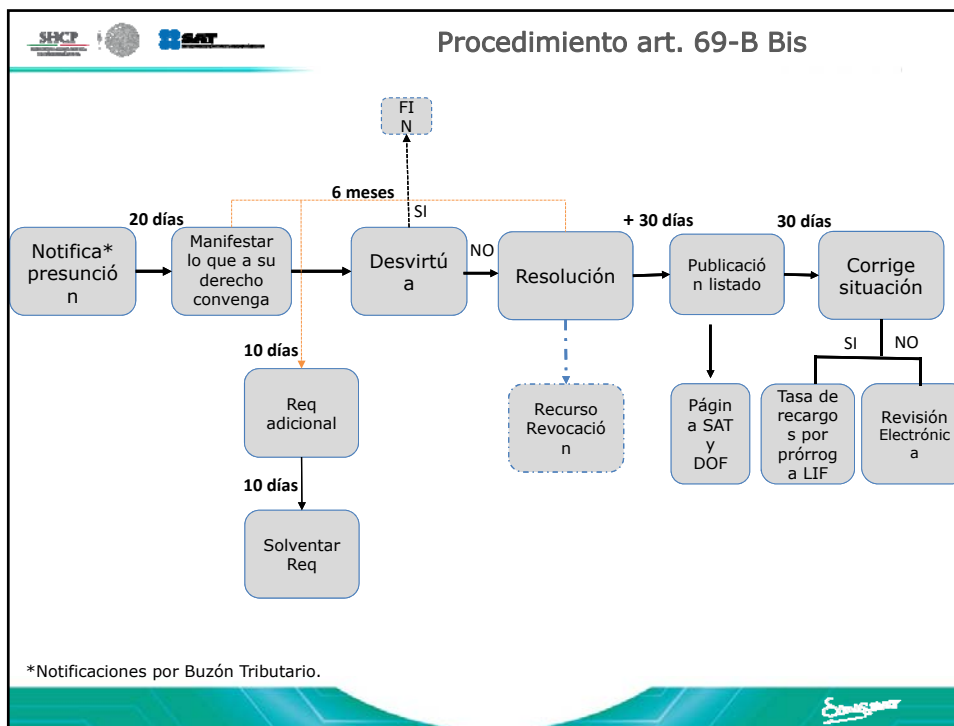 SHCP
SAT
Procedimiento art. 69-B Bis
FI
N
6 meses
SI
20 días
NO
+ 30 días
30 días
Notifica*
presunció
n
Manifestar
lo que a su
derecho
convenga
Desvirtú
a
Resolución
Publicació
n listado
Corrige
situación
SI
NO
10 días
Req
adicional
Recurso
Revocació
n
Págin
a SAT
y
DOF
Tasa de
recargo
s por
prórrog
a LIF
Revisión
Electrónic
a
10 días
Solventar
Req
*Notificaciones por Buzón Tributario.